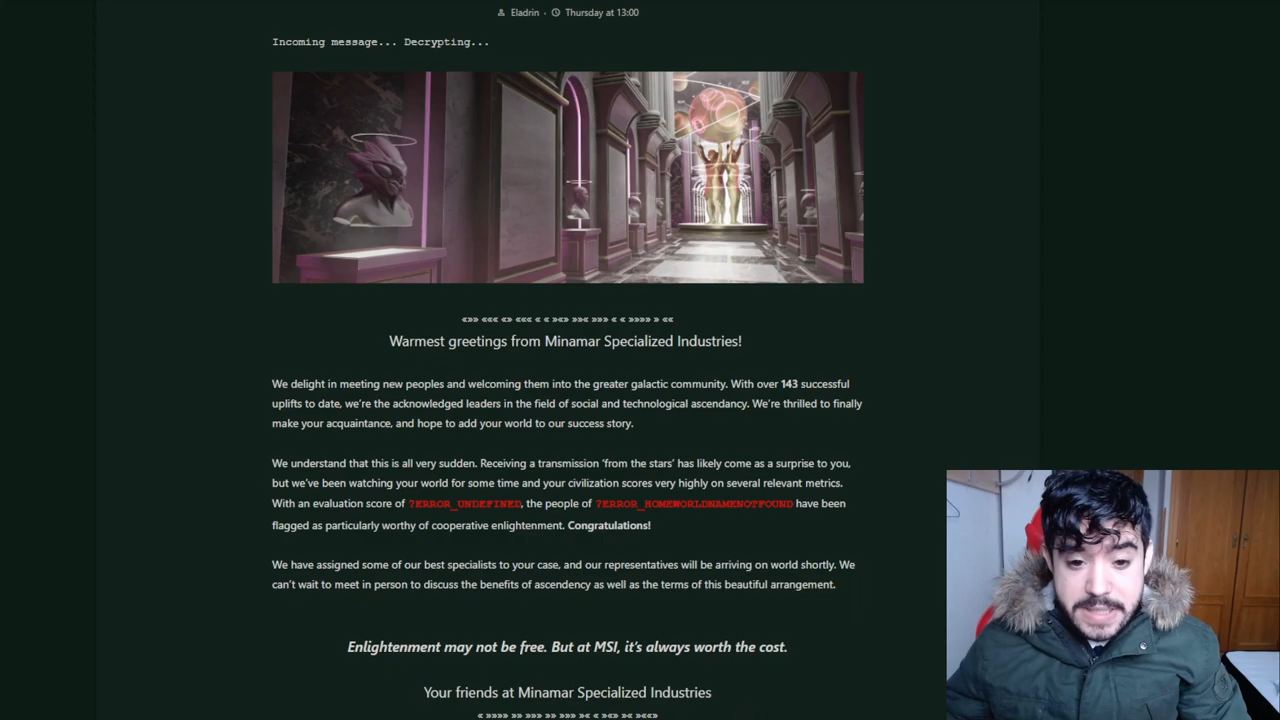 Eladrin · Thursday at 13:00
Incoming message... Decrypting...
«»» ««« «» ««« « « »«» »»« »»» « « »»»» » ««
Warmest greetings from Minamar Specialized Industries!
We delight in meeting new peoples and welcoming them into the greater galactic community. With over 143 successful
uplifts to date, we're the acknowledged leaders in the field of social and technological ascendancy. We're thrilled to finally
make your acquaintance, and hope to add your world to our success story.
We understand that this is all very sudden. Receiving a transmission 'from the stars' has likely come as a surprise to you,
but we've been watching your world for some time and your civilization scores very highly on several relevant metrics.
With an evaluation score of ?ERROR_UNDEFINED, the people of ?ERROR_HOMEWORLDNAMENOTFOUND have been
flagged as particularly worthy of cooperative enlightenment. Congratulations!
We have assigned some of our best specialists to your case, and our representatives will be arriving on world shortly. We
can't wait to meet in person to discuss the benefits of ascendency as well as the terms of this beautiful arrangement.
Enlightenment may not be free. But at MSI, it's always worth the cost.
Your friends at Minamar Specialized Industries
« »»»» »» »»» »» »»» »« « »«» »« »««»